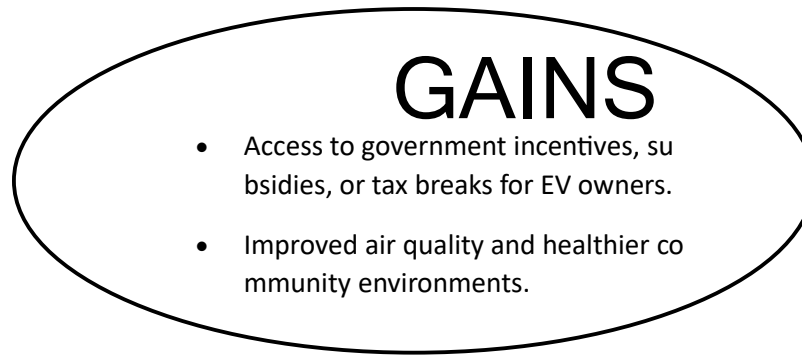 GAINS
• Access to government incentives, su
bsidies, or tax breaks for EV owners.
• Improved air quality and healthier co
mmunity environments.